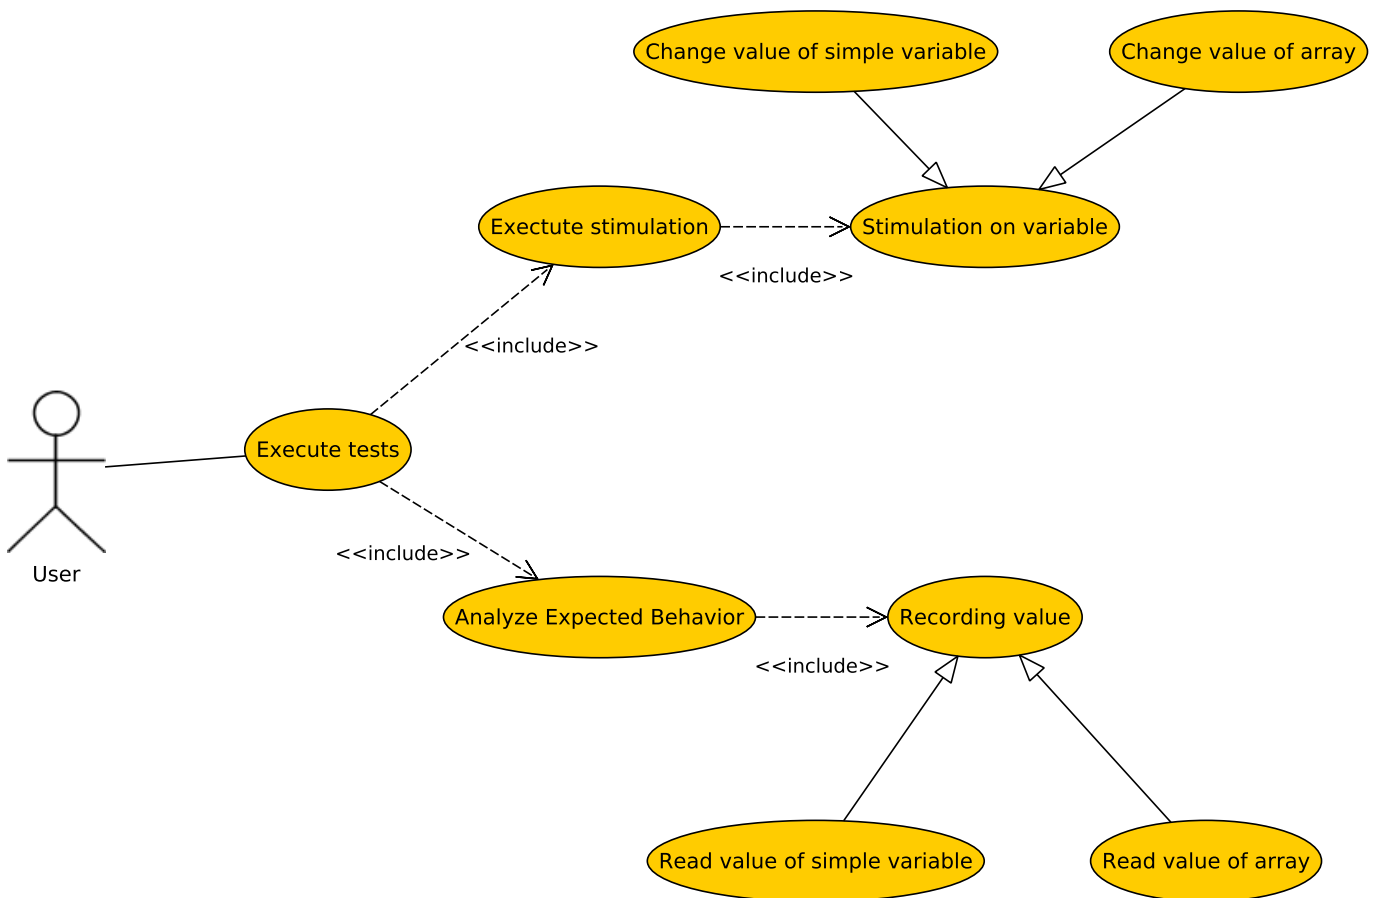 Change value of simple variable
Change value of array
Exectute stimulation
Stimulation on variable
<<include>>
<<include>>
Execute tests
<<include>>
User
Analyze Expected Behavior
Recording value
<<include>>
Read value of simple variable
Read value of array